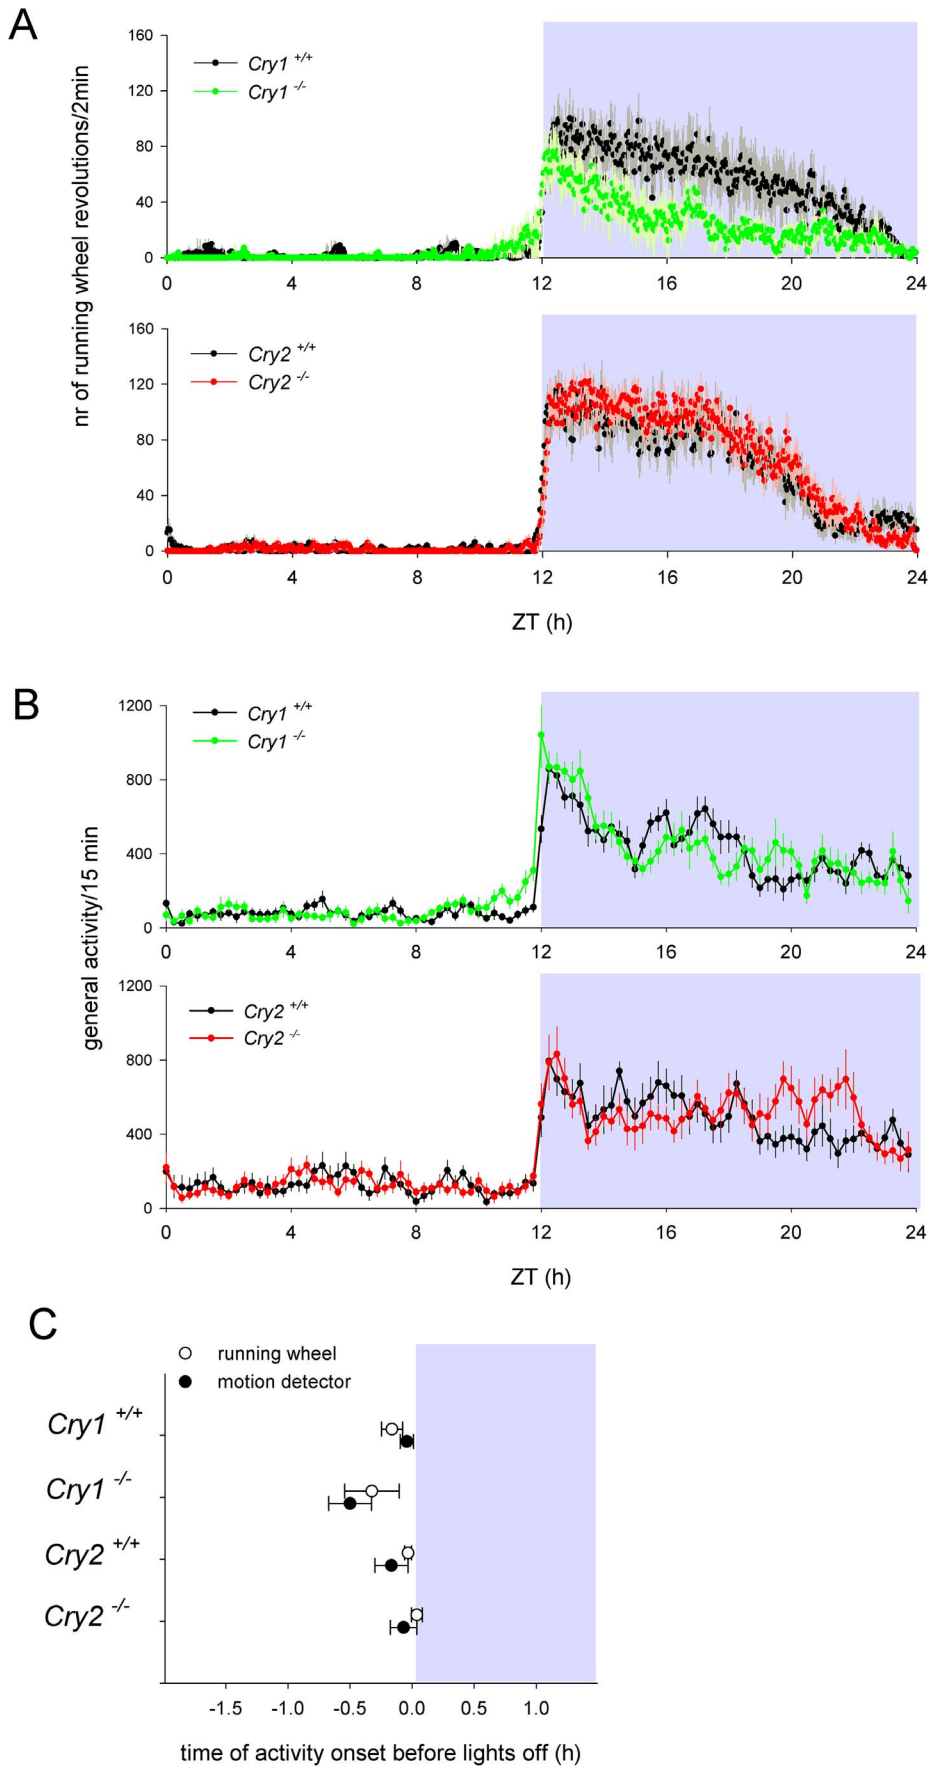 A
nr of running wheel revolutions/2min
160
120
80
40
0
Cry1 +/+
Cry1 -/-
0 4 8 12 16 20 24
160
120
80
40
0
Cry2 +/+
Cry2 -/-
0 4 8 12 16 20 24
ZT (h)
B
general activity/15 min
1200
800
400
0
Cry1 +/+
Cry1 -/-
0 4 8 12 16 20 24
1200
800
400
0
Cry2 +/+
Cry2 -/-
0 4 8 12 16 20 24
ZT (h)
C
running wheel
motion detector
Cry1 +/+
Cry1 -/-
Cry2 +/+
Cry2 -/-
-1.5 -1.0 -0.5 0.0 0.5 1.0
time of activity onset before lights off (h)